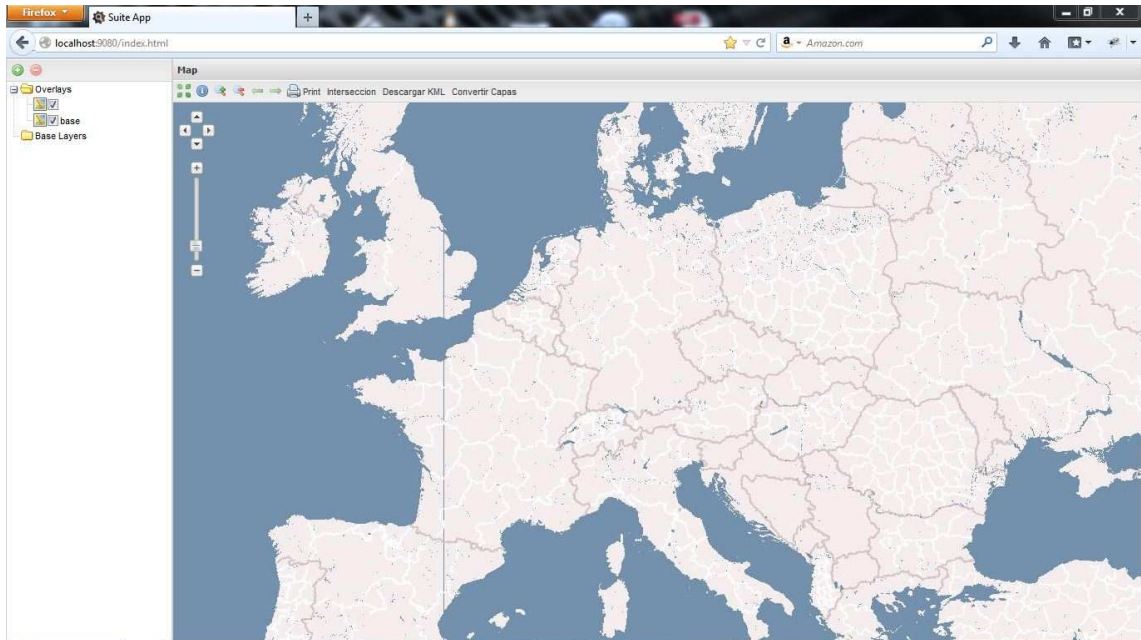 Firefox
Suite App
localhost:9080/index.html
Amazon.com
Map
Print Interseccion Descargar KML Convertir Capas
Overlays
base
Base Layers